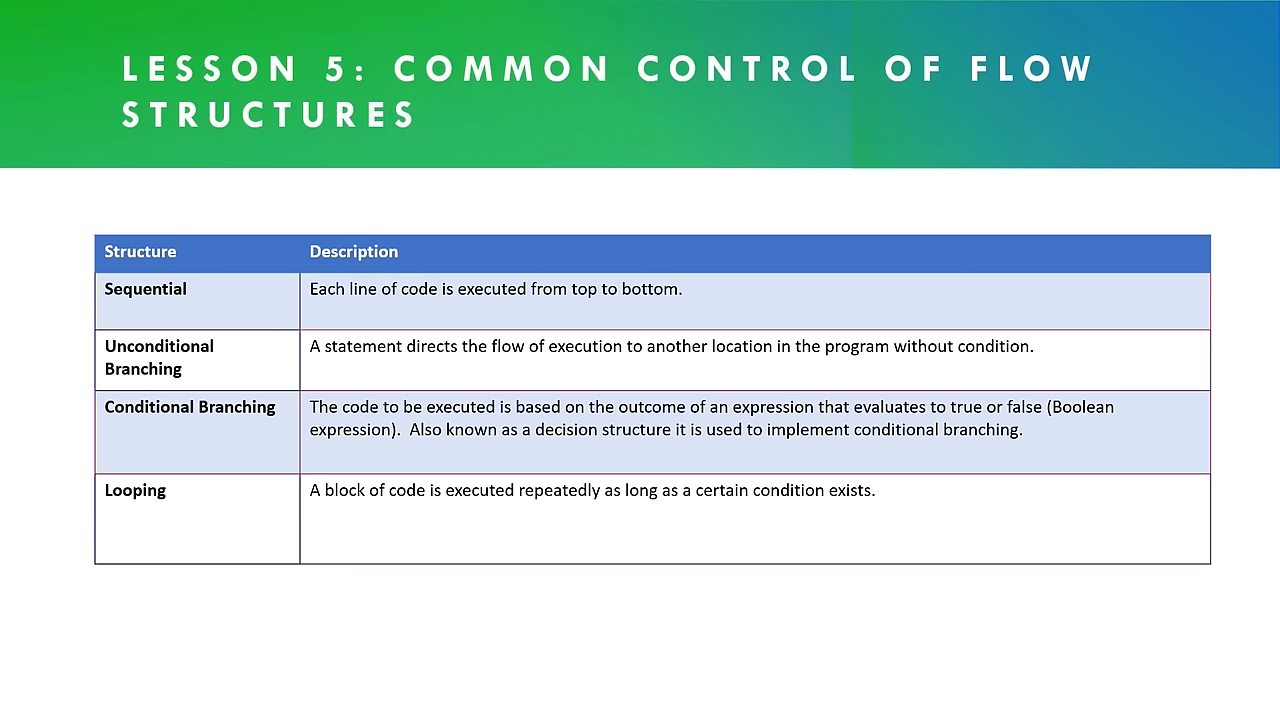 LESSON 5: COMMON CONTROL OF FLOW
STRUCTURES
Structure Description
Sequential Each line of code is executed from top to bottom.
Unconditional A statement directs the flow of execution to another location in the program without condition.
Branching
Conditional Branching The code to be executed is based on the outcome of an expression that evaluates to true or false (Boolean
expression).  Also known as a decision structure it is used to implement conditional branching.
Looping A block of code is executed repeatedly as long as a certain condition exists.